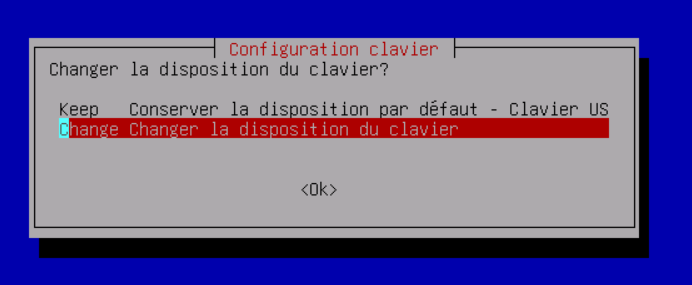 Configuration clavier
Changer la disposition du clavier?
Keep Conserver la disposition par défaut - Clavier US
Change Changer la disposition du clavier
<Ok>